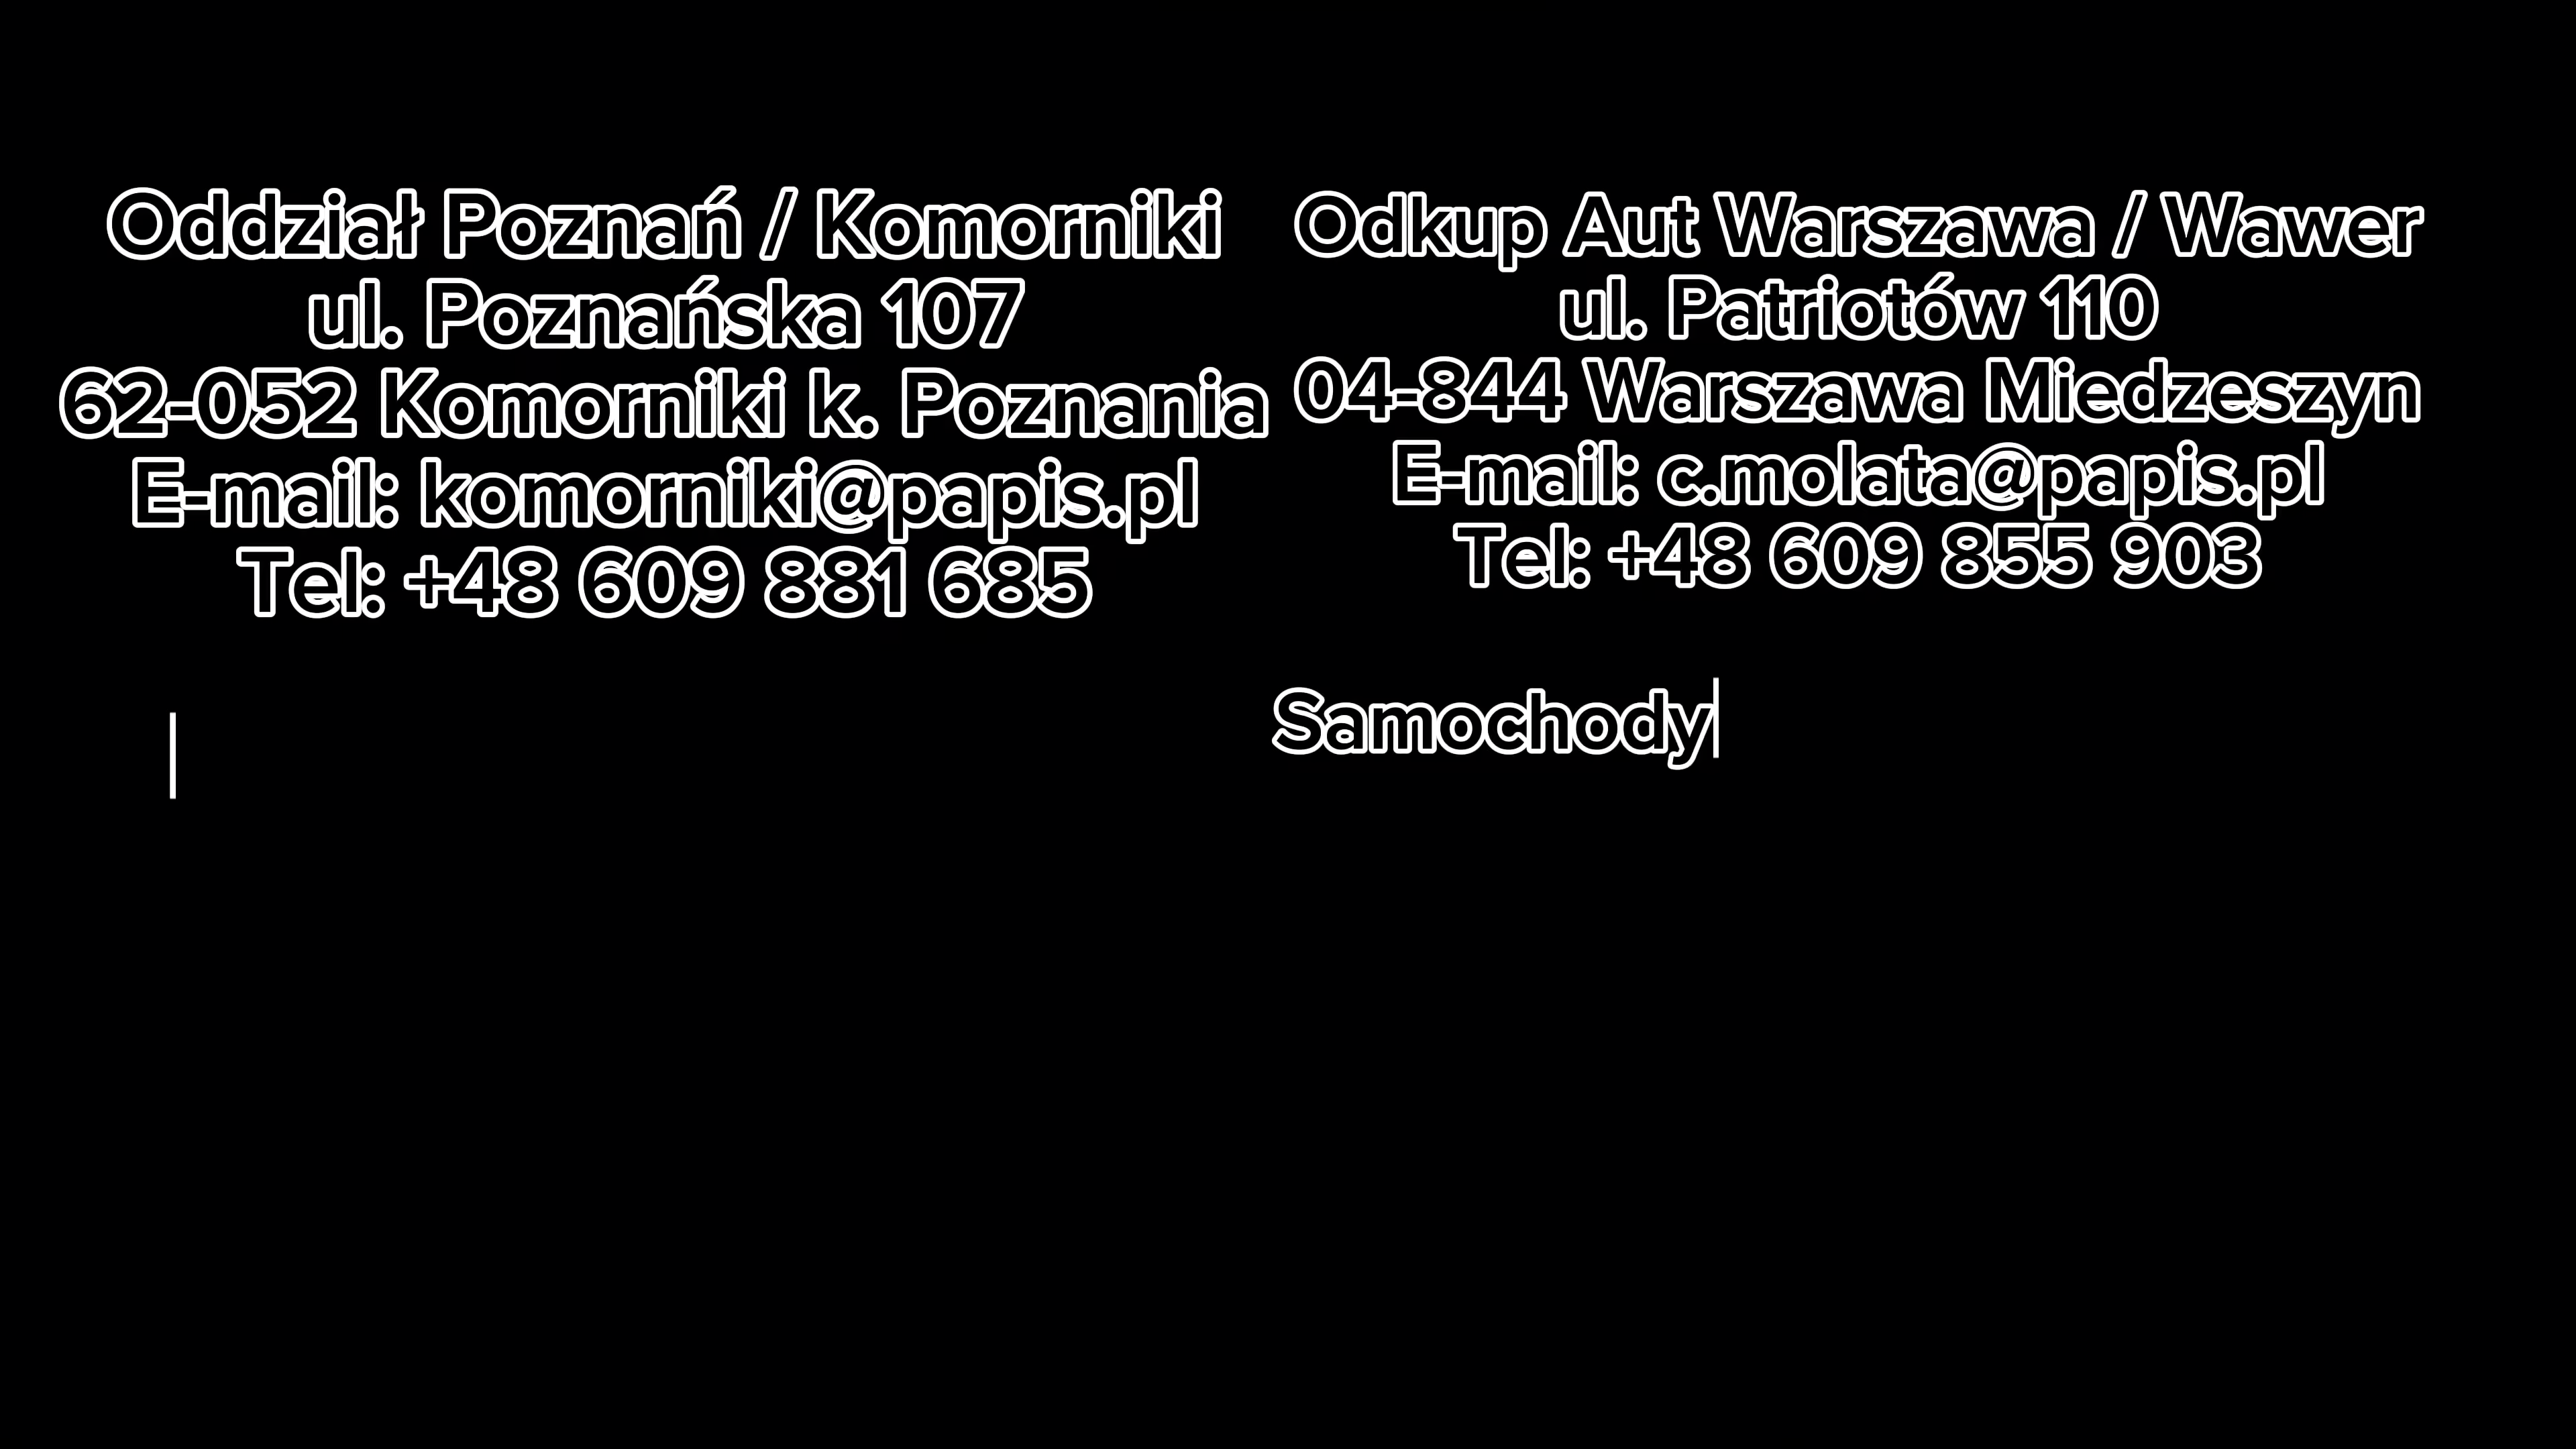 Oddział Poznań / Komorniki
ul. Poznańska 107
62-052 Komorniki k. Poznania
E-mail: komorniki@papis.pl
Tel: +48 609 881 685
Odkup Aut Warszawa / Wawer
ul. Patriotów 110
04-844 Warszawa Miedzeszyn
E-mail: c.molata@papis.pl
Tel: +48 609 855 903
Samochody